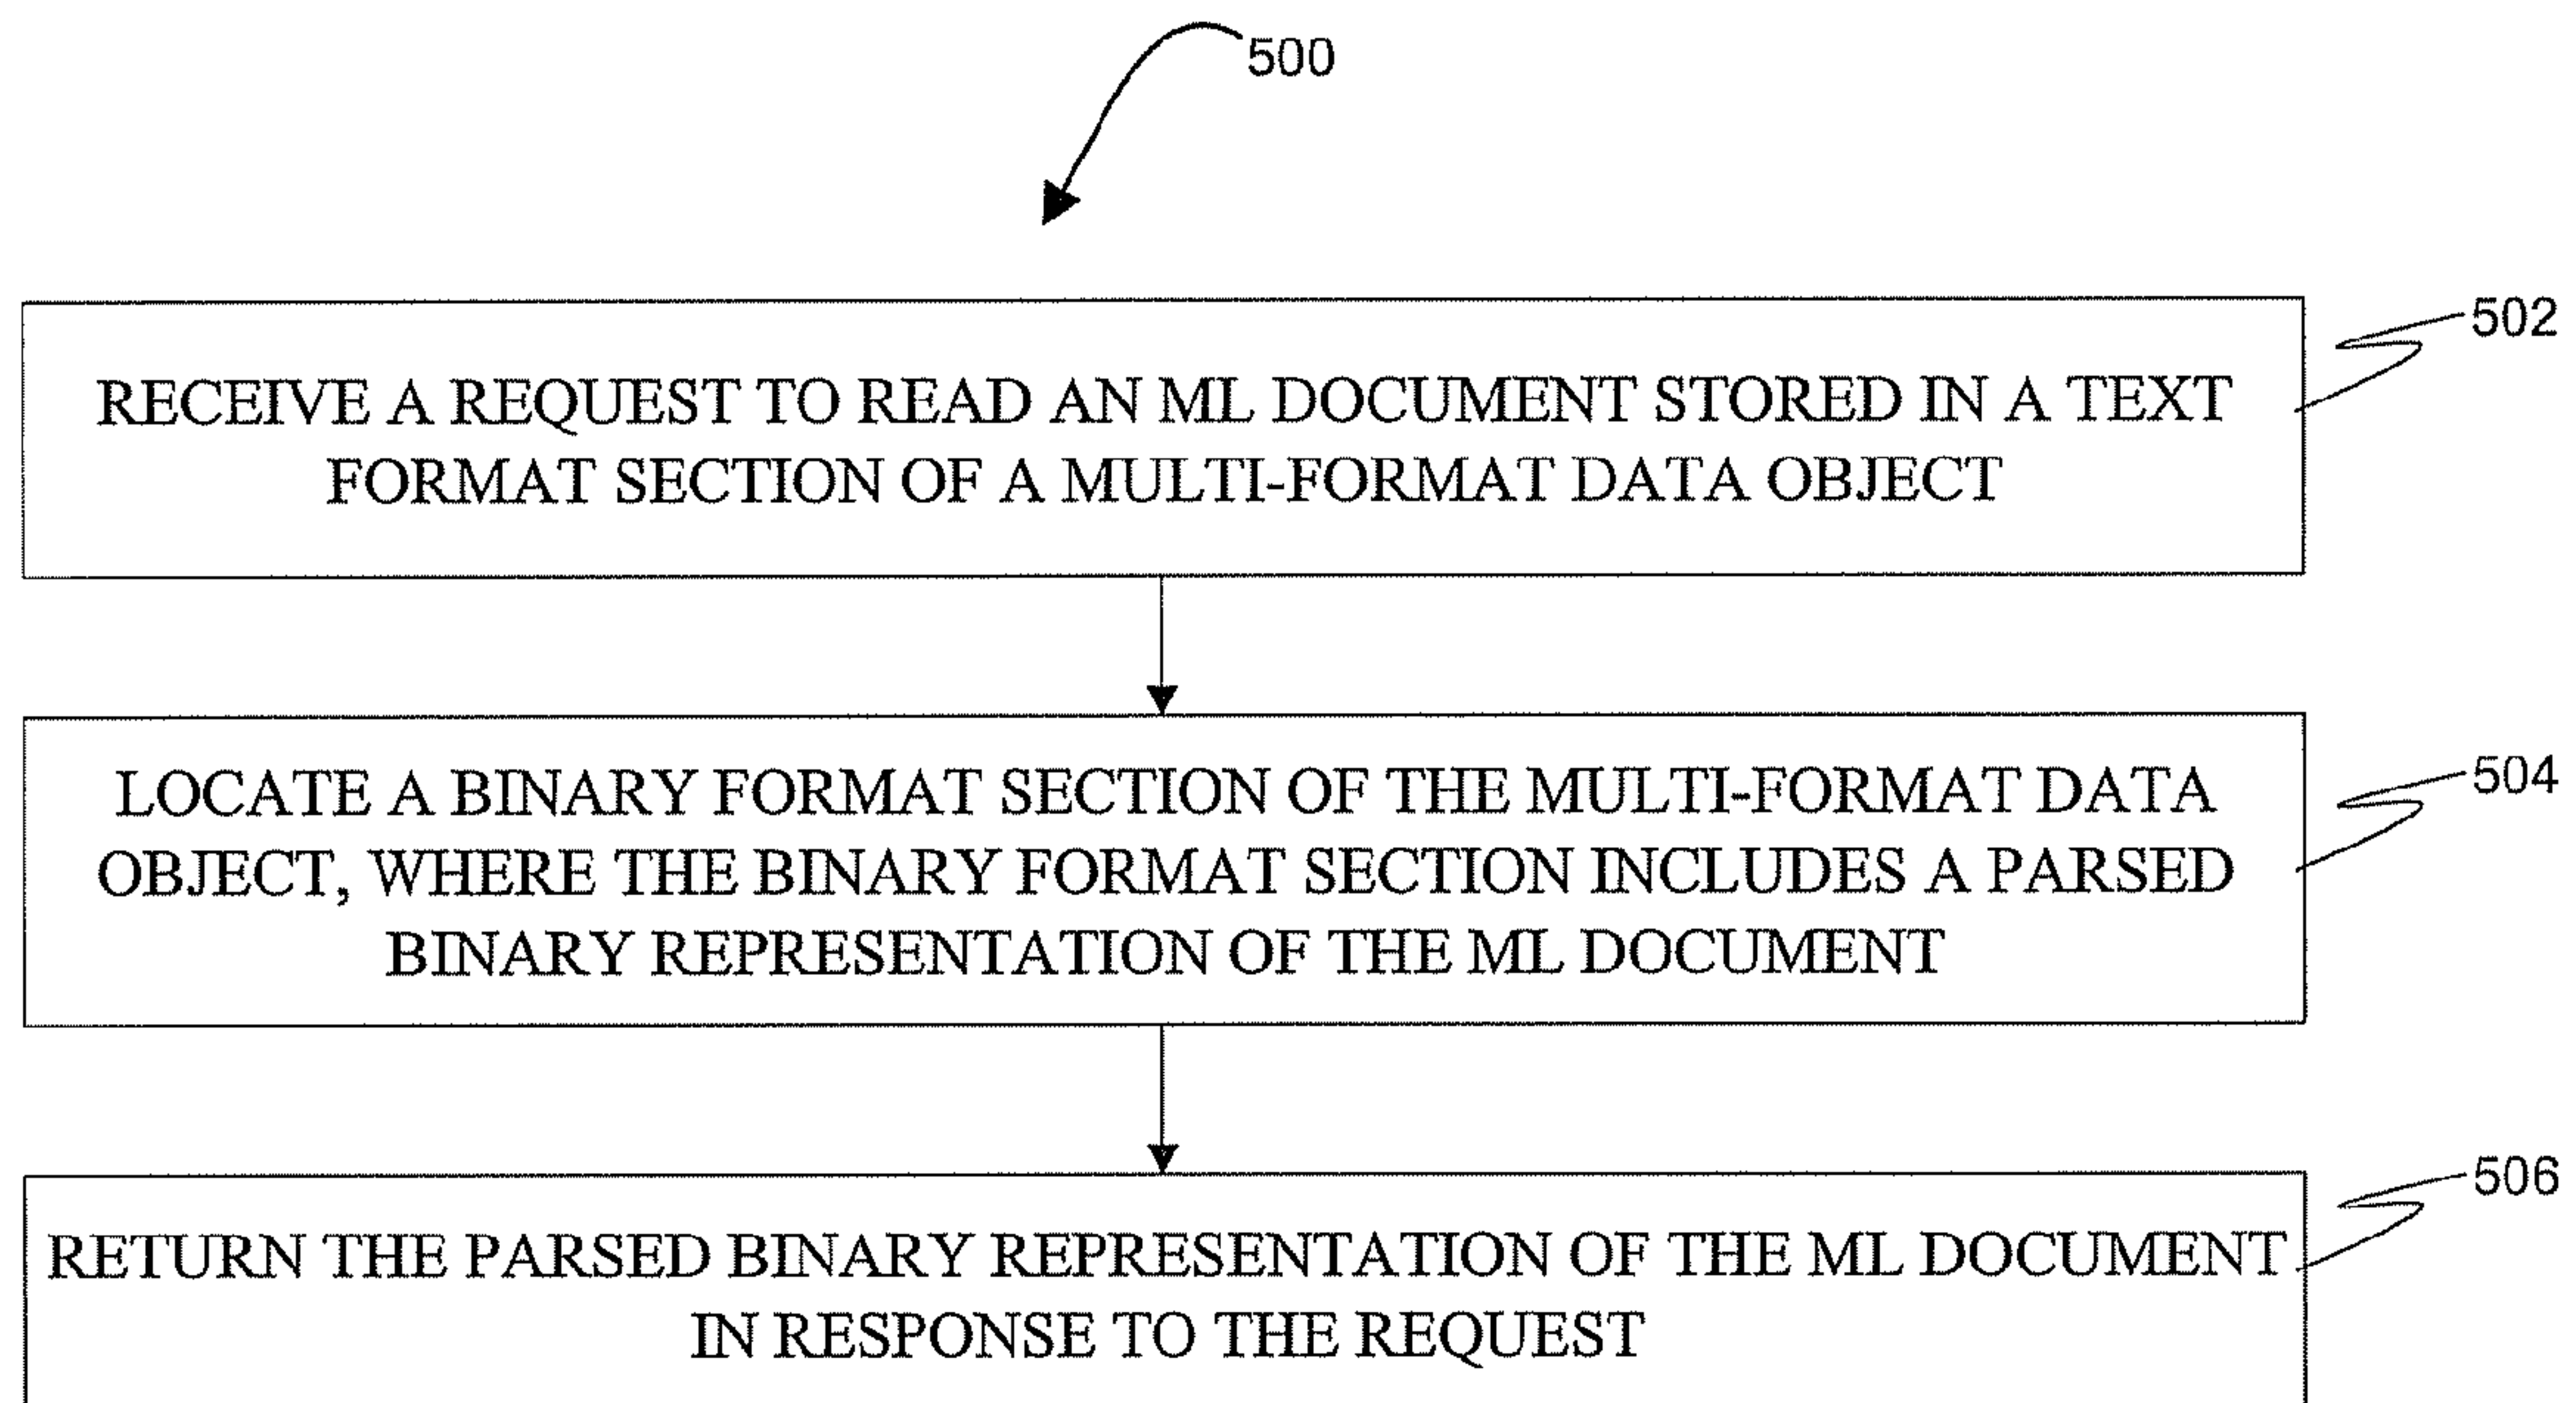 500
502
RECEIVE A REQUEST TO READ AN ML DOCUMENT STORED IN A TEXT
FORMAT SECTION OF A MULTI-FORMAT DATA OBJECT
504
LOCATE A BINARY FORMAT SECTION OF THE MULTI-FORMAT DATA
OBJECT, WHERE THE BINARY FORMAT SECTION INCLUDES A PARSED
BINARY REPRESENTATION OF THE ML DOCUMENT
506
RETURN THE PARSED BINARY REPRESENTATION OF THE ML DOCUMENT
IN RESPONSE TO THE REQUEST